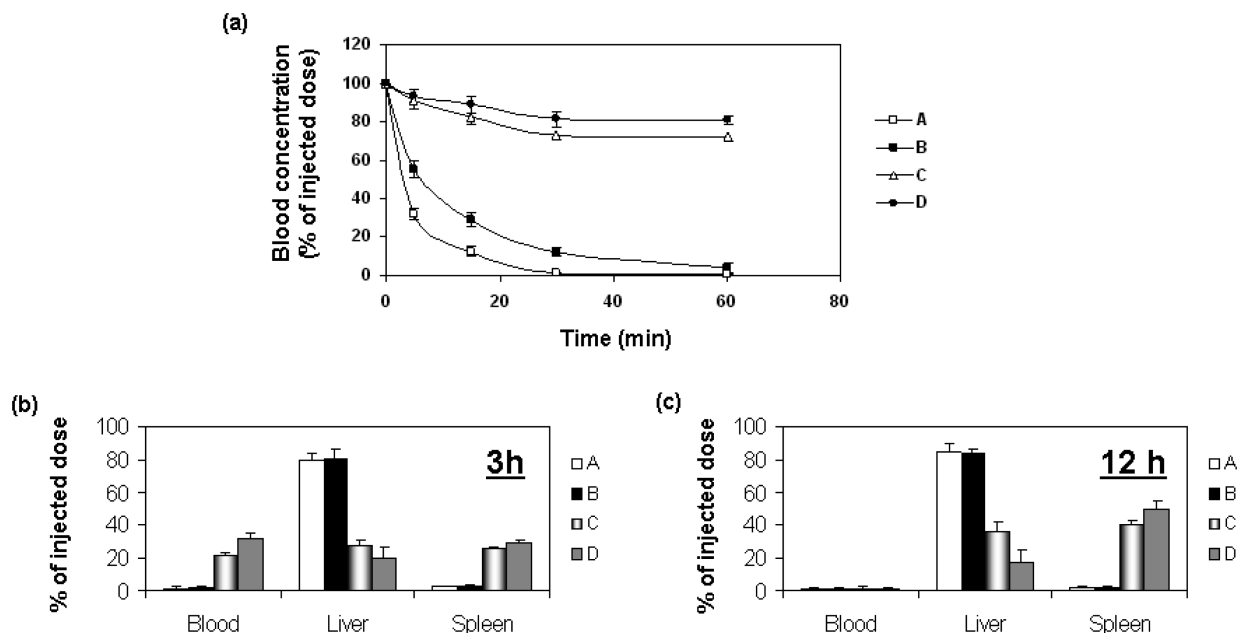 (a)
Blood concentration
(% of injected dose)
120
100
80
60
40
20
0
0 20 40 60 80
Time (min)
A
B
C
D
(b)
% of injected dose
100
80
60
40
20
0
3h
Blood Liver Spleen
A
B
C
D
(c)
% of injected dose
100
80
60
40
20
0
12 h
Blood Liver Spleen
A
B
C
D